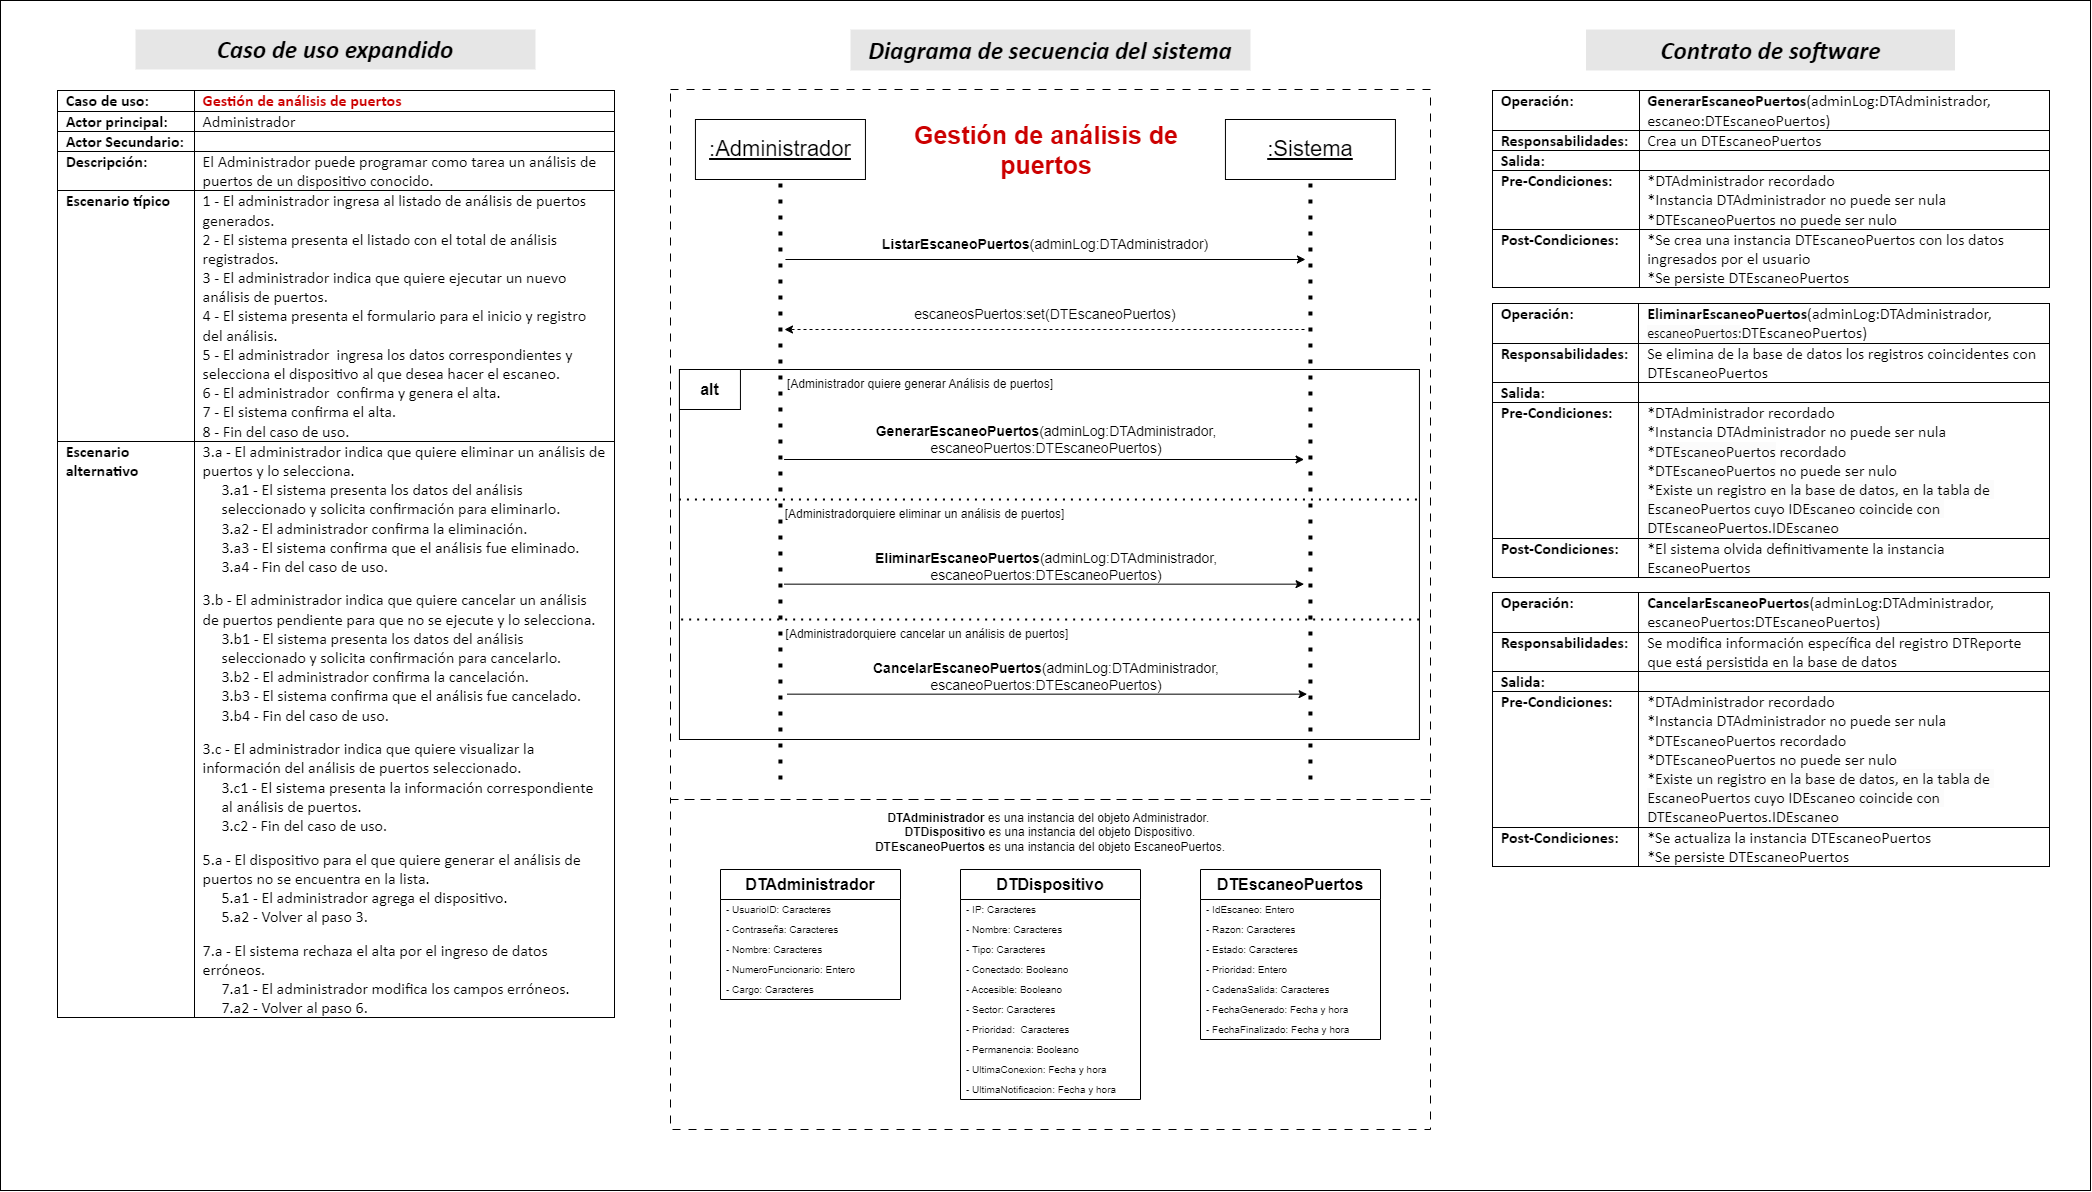 Caso de uso expandido
Caso de uso:
Gestión de análisis de puertos
Actor principal:
Administrador
Actor Secundario:
Descripción:
El Administrador puede programar como tarea un análisis de
puertos de un dispositivo conocido.
Escenario típico
1 - El administrador ingresa al listado de análisis de puertos
generados.
2 - El sistema presenta el listado con el total de análisis
registrados.
3 - El administrador indica que quiere ejecutar un nuevo
análisis de puertos.
4 - El sistema presenta el formulario para el inicio y registro
del análisis.
5 - El administrador  ingresa los datos correspondientes y
selecciona el dispositivo al que desea hacer el escaneo.
6 - El administrador  confirma y genera el alta.
7 - El sistema confirma el alta.
8 - Fin del caso de uso.
Escenario
alternativo
3.a - El administrador indica que quiere eliminar un análisis de
puertos y lo selecciona.
3.a1 - El sistema presenta los datos del análisis
seleccionado y solicita confirmación para eliminarlo.
3.a2 - El administrador confirma la eliminación.
3.a3 - El sistema confirma que el análisis fue eliminado.
3.a4 - Fin del caso de uso.
3.b - El administrador indica que quiere cancelar un análisis
de puertos pendiente para que no se ejecute y lo selecciona.
3.b1 - El sistema presenta los datos del análisis
seleccionado y solicita confirmación para cancelarlo.
3.b2 - El administrador confirma la cancelación.
3.b3 - El sistema confirma que el análisis fue cancelado.
3.b4 - Fin del caso de uso.
3.c - El administrador indica que quiere visualizar la
información del análisis de puertos seleccionado.
3.c1 - El sistema presenta la información correspondiente
al análisis de puertos.
3.c2 - Fin del caso de uso.
5.a - El dispositivo para el que quiere generar el análisis de
puertos no se encuentra en la lista.
5.a1 - El administrador agrega el dispositivo.
5.a2 - Volver al paso 3.
7.a - El sistema rechaza el alta por el ingreso de datos
erróneos.
7.a1 - El administrador modifica los campos erróneos.
7.a2 - Volver al paso 6.
Diagrama de secuencia del sistema
:Administrador
Gestión de análisis de
puertos
:Sistema
ListarEscaneoPuertos(adminLog:DTAdministrador)
escaneosPuertos:set(DTEscaneoPuertos)
alt
[Administrador quiere generar Análisis de puertos]
GenerarEscaneoPuertos(adminLog:DTAdministrador,
escaneoPuertos:DTEscaneoPuertos)
[Administradorquiere eliminar un análisis de puertos]
EliminarEscaneoPuertos(adminLog:DTAdministrador,
escaneoPuertos:DTEscaneoPuertos)
[Administradorquiere cancelar un análisis de puertos]
CancelarEscaneoPuertos(adminLog:DTAdministrador,
escaneoPuertos:DTEscaneoPuertos)
DTAdministrador es una instancia del objeto Administrador.
DTDispositivo es una instancia del objeto Dispositivo.
DTEscaneoPuertos es una instancia del objeto EscaneoPuertos.
DTAdministrador
- UsuarioID: Caracteres
- Contraseña: Caracteres
- Nombre: Caracteres
- NumeroFuncionario: Entero
- Cargo: Caracteres
DTDispositivo
- IP: Caracteres
- Nombre: Caracteres
- Tipo: Caracteres
- Conectado: Booleano
- Accesible: Booleano
- Sector: Caracteres
- Prioridad:  Caracteres
- Permanencia: Booleano
- UltimaConexion: Fecha y hora
- UltimaNotificacion: Fecha y hora
DTEscaneoPuertos
- IdEscaneo: Entero
- Razon: Caracteres
- Estado: Caracteres
- Prioridad: Entero
- CadenaSalida: Caracteres
- FechaGenerado: Fecha y hora
- FechaFinalizado: Fecha y hora
Contrato de software
Operación:
GenerarEscaneoPuertos(adminLog:DTAdministrador,
escaneo:DTEscaneoPuertos)
Responsabilidades:
Crea un DTEscaneoPuertos
Salida:
Pre-Condiciones:
*DTAdministrador recordado
*Instancia DTAdministrador no puede ser nula
*DTEscaneoPuertos no puede ser nulo
Post-Condiciones:
*Se crea una instancia DTEscaneoPuertos con los datos
ingresados por el usuario
*Se persiste DTEscaneoPuertos
Operación:
EliminarEscaneoPuertos(adminLog:DTAdministrador,
escaneoPuertos:DTEscaneoPuertos)
Responsabilidades:
Se elimina de la base de datos los registros coincidentes con
DTEscaneoPuertos
Salida:
Pre-Condiciones:
*DTAdministrador recordado
*Instancia DTAdministrador no puede ser nula
*DTEscaneoPuertos recordado
*DTEscaneoPuertos no puede ser nulo
*Existe un registro en la base de datos, en la tabla de
EscaneoPuertos cuyo IDEscaneo coincide con
DTEscaneoPuertos.IDEscaneo
Post-Condiciones:
*El sistema olvida definitivamente la instancia
EscaneoPuertos
Operación:
CancelarEscaneoPuertos(adminLog:DTAdministrador,
escaneoPuertos:DTEscaneoPuertos)
Responsabilidades:
Se modifica información específica del registro DTReporte
que está persistida en la base de datos
Salida:
Pre-Condiciones:
*DTAdministrador recordado
*Instancia DTAdministrador no puede ser nula
*DTEscaneoPuertos recordado
*DTEscaneoPuertos no puede ser nulo
*Existe un registro en la base de datos, en la tabla de
EscaneoPuertos cuyo IDEscaneo coincide con
DTEscaneoPuertos.IDEscaneo
Post-Condiciones:
*Se actualiza la instancia DTEscaneoPuertos
*Se persiste DTEscaneoPuertos